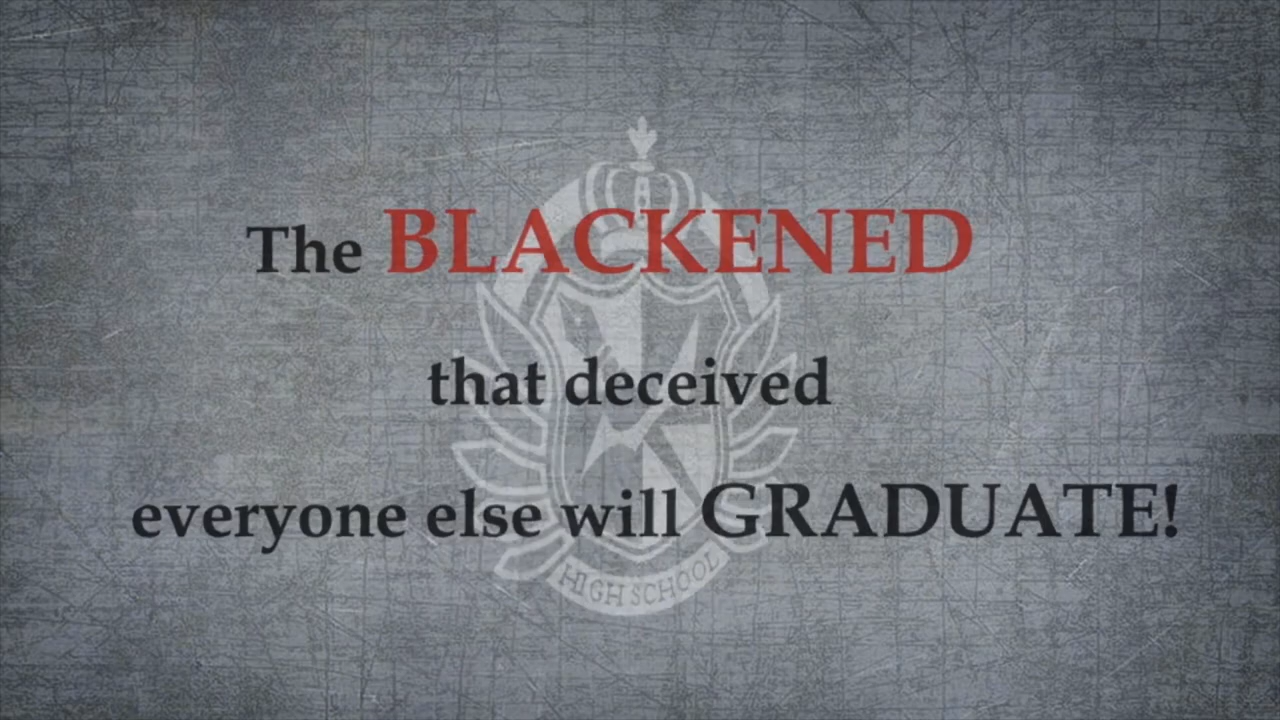 The BLACKENED
that deceived
everyone else will GRADUATE!
HIGH SCHOOL